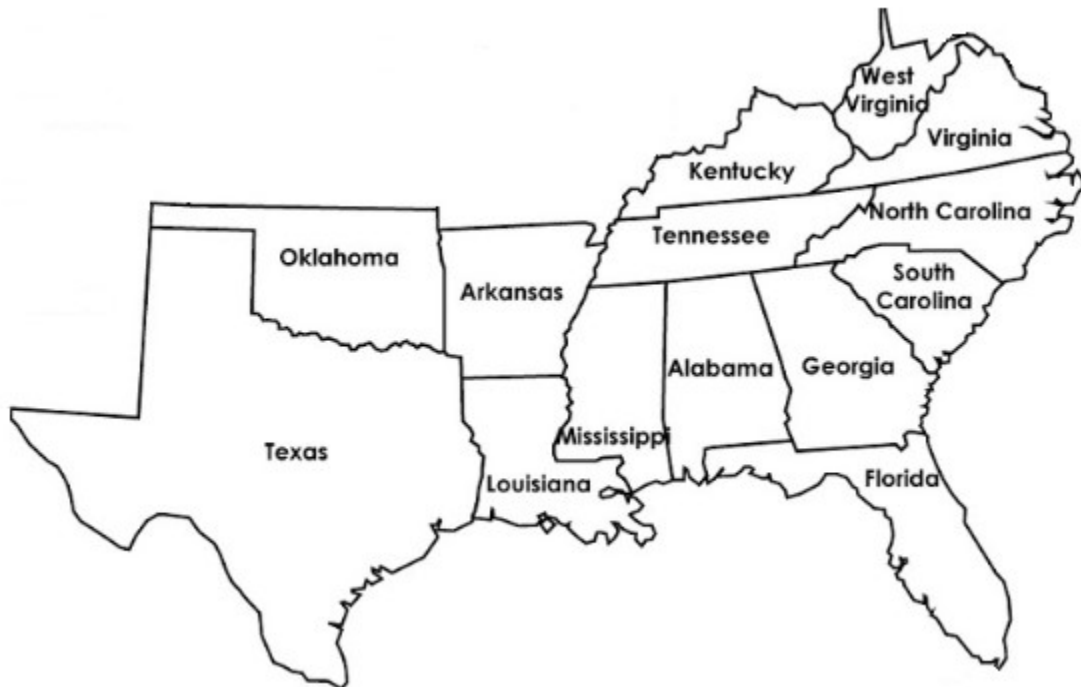 West
Virginia
Virginia
Kentucky
North Carolina
Tennessee
Oklahoma
South
Carolina
Arkansas
Alabama
Georgia
Mississippi
Texas
Louisiana
Florida